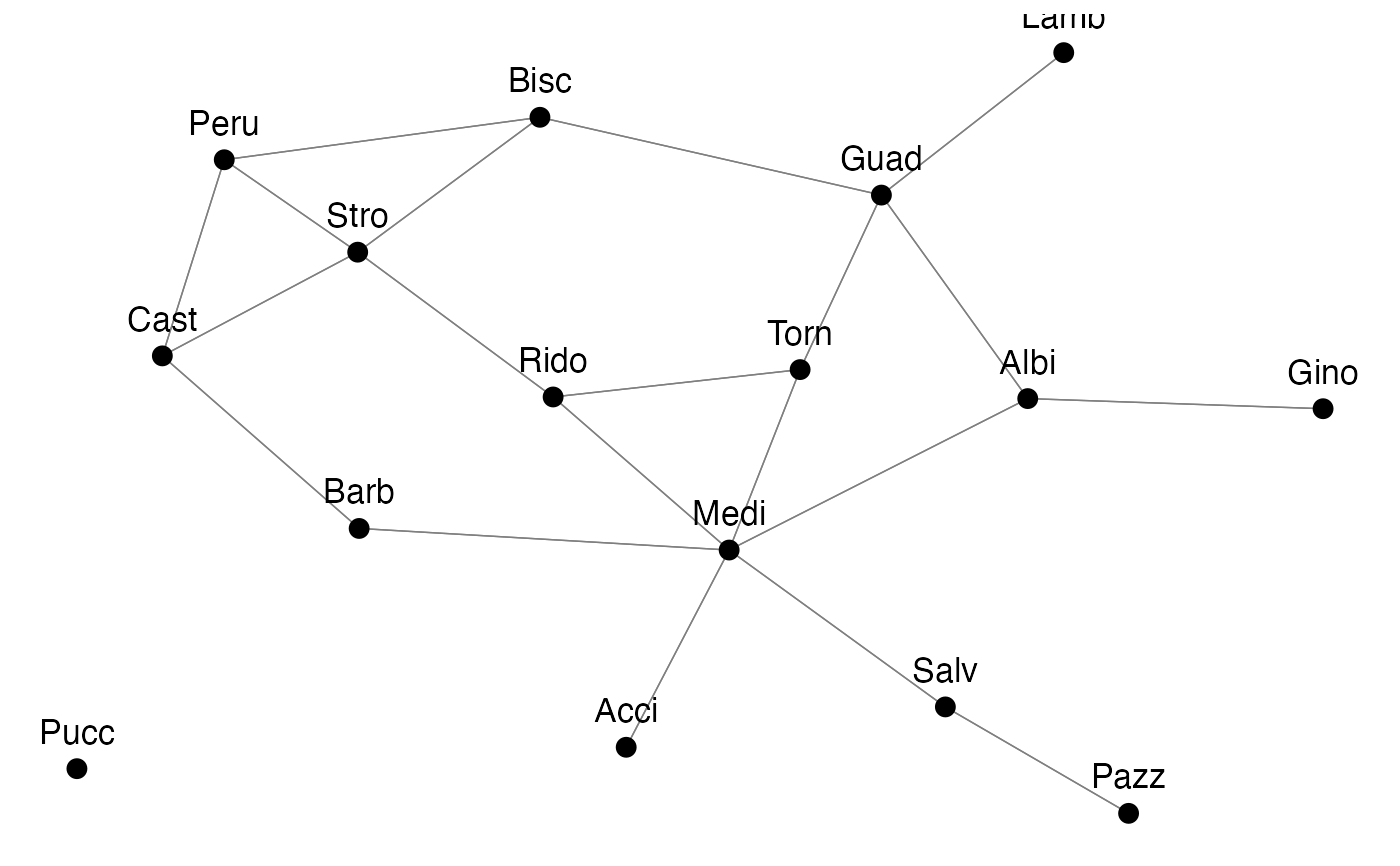 Lamb
Bisc
Peru
Guad
Stro
Cast
Torn
Rido
Albi
Gino
Barb
Medi
Salv
Acci
Pucc
Pazz